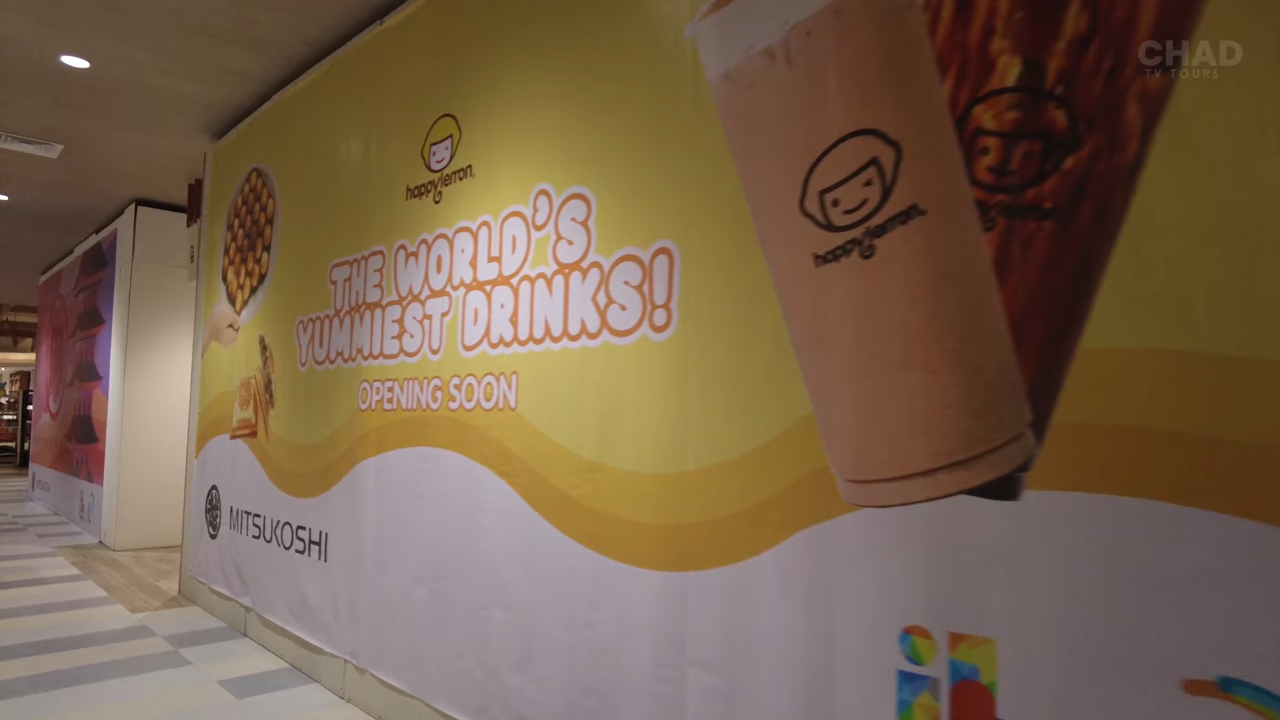 CHAD
TV TOURS
happylemon
THE WORLD'S
YUMMIEST DRINKS!
OPENING SOON
happylemon
MITSUKOSHI